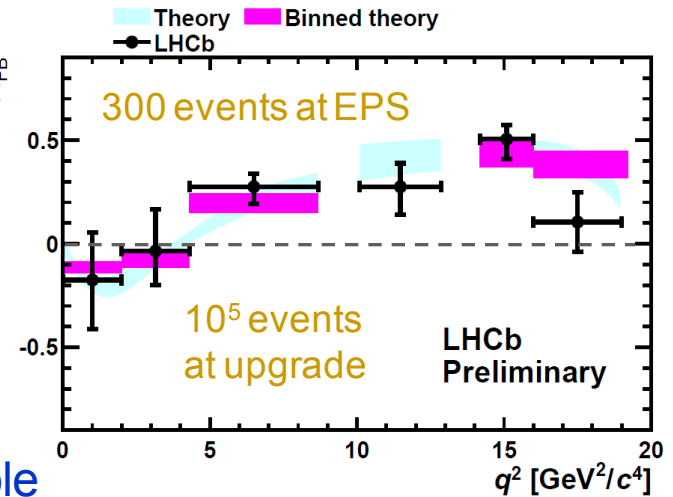 Theory Binned theory
LHCb
FB
300 events at EPS
0.5
0
-0.5
10⁵ events
at upgrade
LHCb
Preliminary
0 5 10 15 20
q² [GeV²/c⁴]